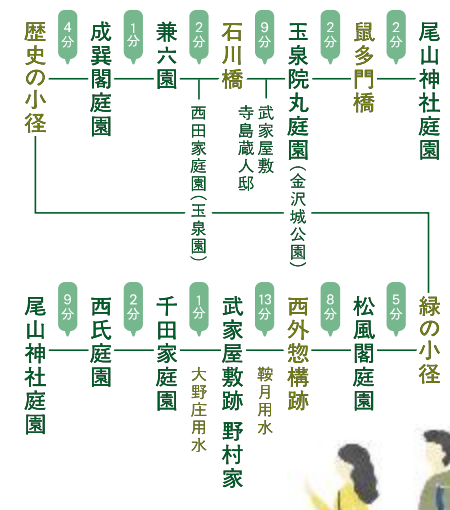 尾山神社庭園
2分
鼠多門橋
2分
玉泉院丸庭園
(金沢城公園)
9分
武家屋敷
寺島蔵人邸
石川橋
2分
西田家庭園(玉泉園)
兼六園
1分
成巽閣庭園
4分
歴史の小径
緑の小径
5分
松風閣庭園
8分
西外惣構跡
13分
鞍月用水
武家屋敷跡 野村家
1分
大野庄用水
千田家庭園
2分
西氏庭園
9分
尾山神社庭園